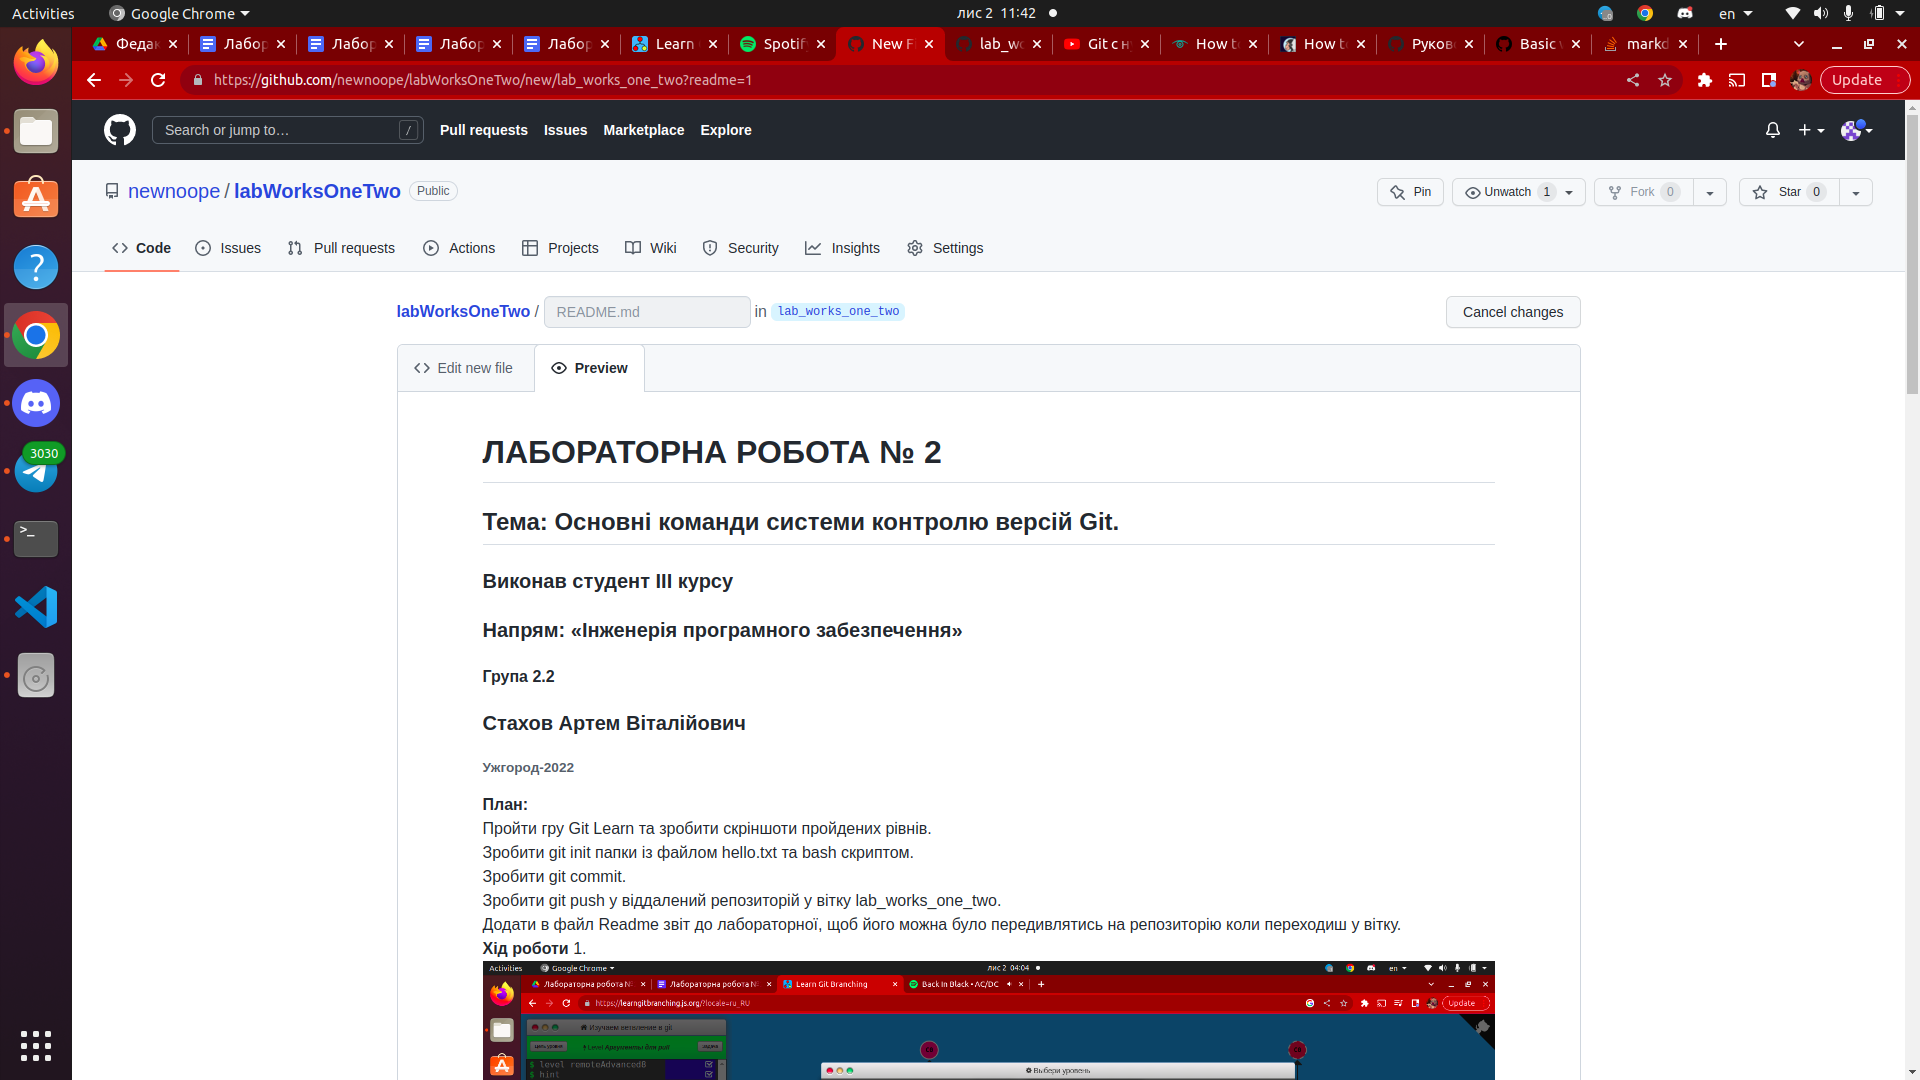 Activities
Google Chrome
лис 2 11:42
en
Федак
Лабор
Лабор
Лабор
Лабор
Learn
Spotif
New F
lab_wo
Git с н
How to
How to
Руков
Basic
markd
https://github.com/newnoope/labWorksOneTwo/new/lab_works_one_two?readme=1
Update
Search or jump to…
/
Pull requests
Issues
Marketplace
Explore
newnoope / labWorksOneTwo
Public
Pin
Unwatch 1
Fork 0
Star 0
Code
Issues
Pull requests
Actions
Projects
Wiki
Security
Insights
Settings
labWorksOneTwo / README.md in lab_works_one_two
Cancel changes
Edit new file
Preview
3030
ЛАБОРАТОРНА РОБОТА № 2
Тема: Основні команди системи контролю версій Git.
Виконав студент III курсу
Напрям: «Інженерія програмного забезпечення»
Група 2.2
Стахов Артем Віталійович
Ужгород-2022
План:
Пройти гру Git Learn та зробити скріншоти пройдених рівнів.
Зробити git init папки із файлом hello.txt та bash скриптом.
Зробити git commit.
Зробити git push у віддалений репозиторій у вітку lab_works_one_two.
Додати в файл Readme звіт до лабораторної, щоб його можна було передивлятись на репозиторію коли переходиш у вітку.
Хід роботи 1.
Activities
Google Chrome
лис 2 04:04
en
Лабораторна робота N
Лабораторна робота N
Learn Git Branching
Back In Black • AC/DC
https://learngitbranching.js.org/?locale=ru_RU
Update
Изучаем ветвление в git
$ level remoteAdvanced8
$ hint
Выбери уровень